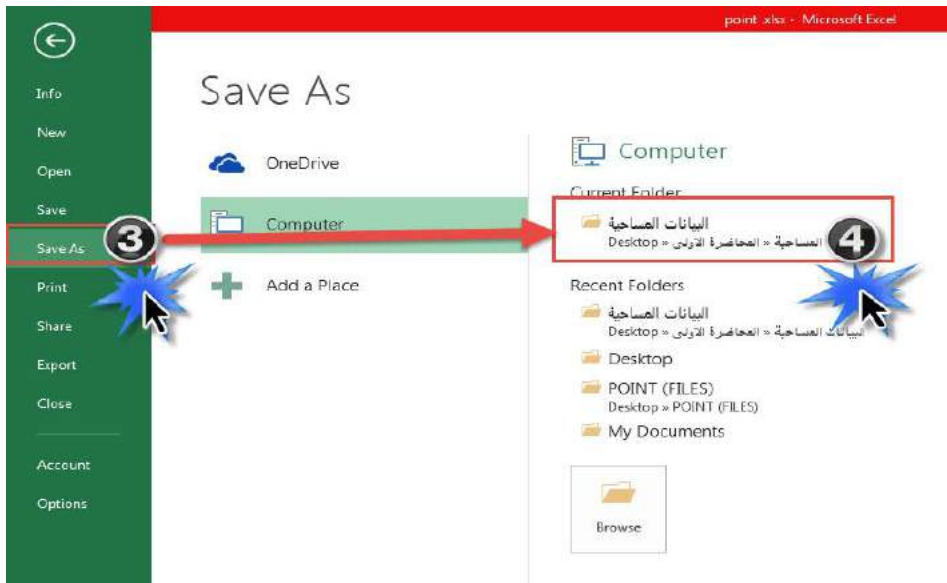 point .xlsx - Microsoft Excel
Info
New
Open
Save
Save As
Print
Share
Export
Close
Account
Options
Save As
OneDrive
Computer
Add a Place
3
Computer
Current Folder
البيانات المساحية
المساحية « المحاضرة الاولى « Desktop
4
Recent Folders
البيانات المساحية
البيانات المساحية « المحاضرة الاولى « Desktop
Desktop
POINT (FILES)
Desktop » POINT (FILES)
My Documents
Browse